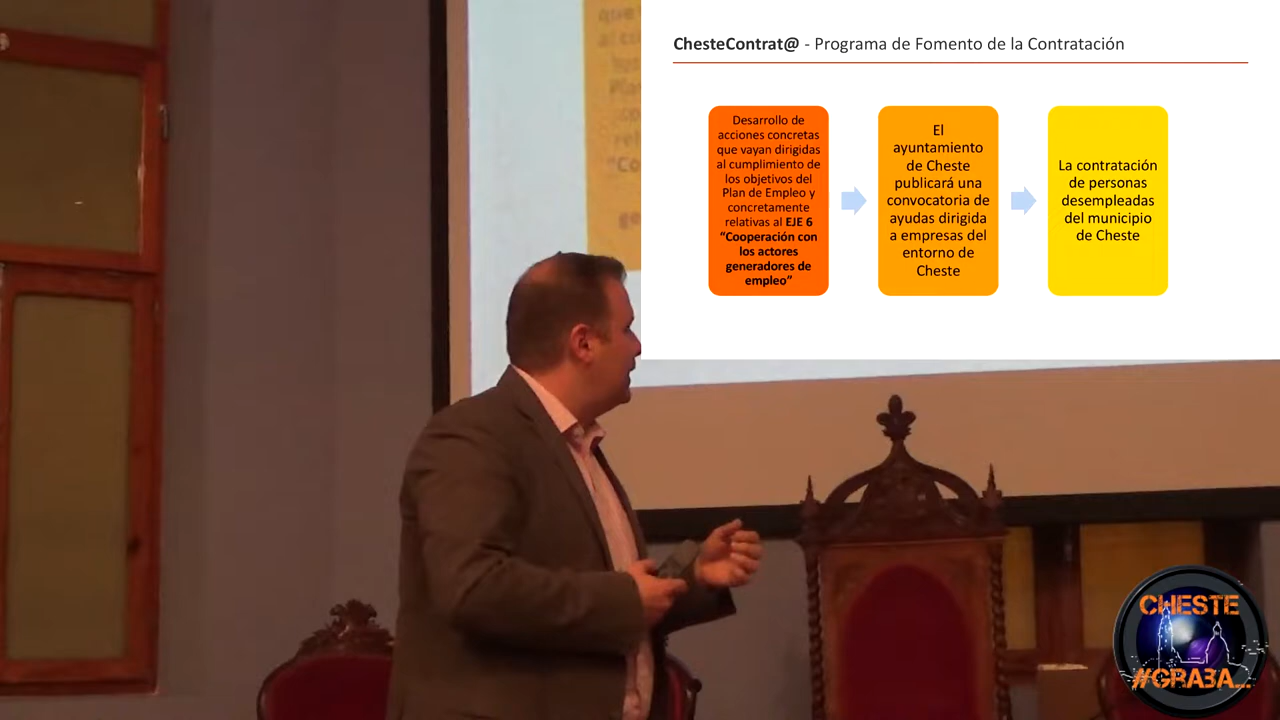 ChesteContrat@ - Programa de Fomento de la Contratación
Desarrollo de
acciones concretas
que vayan dirigidas
al cumplimiento de
los objetivos del
Plan de Empleo y
concretamente
relativas al EJE 6
“Cooperación con
los actores
generadores de
empleo”
El
ayuntamiento
de Cheste
publicará una
convocatoria de
ayudas dirigida
a empresas del
entorno de
Cheste
La contratación
de personas
desempleadas
del municipio
de Cheste
CHESTE
#GRABA...